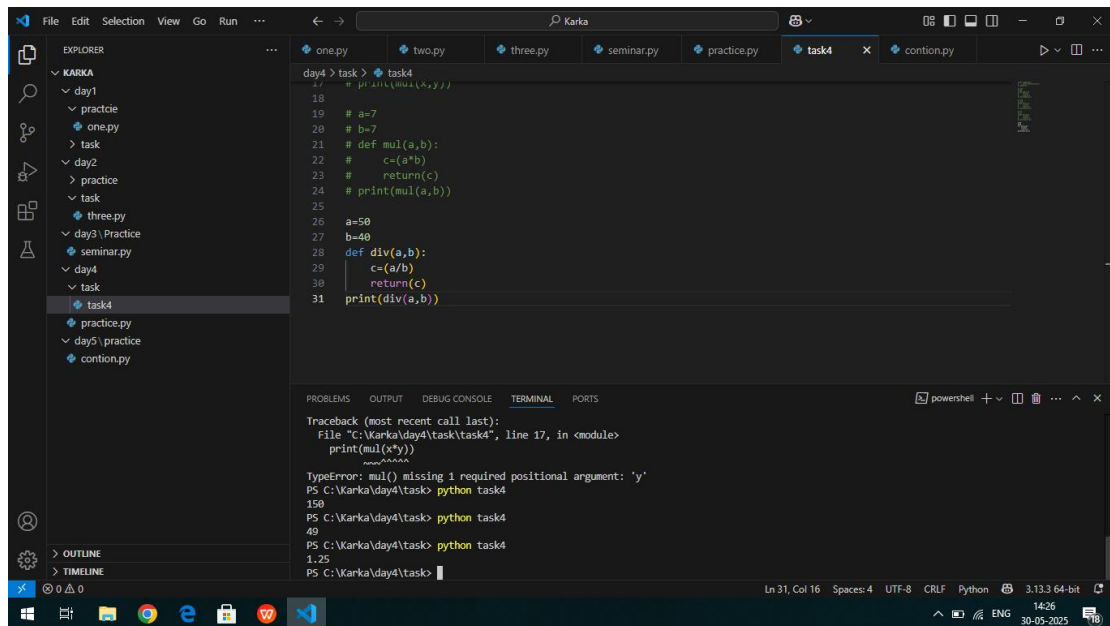 File Edit Selection View Go Run ··· ← → Karka
EXPLORER ···
one.py two.py three.py seminar.py practice.py task4 × contion.py
KARKA
day1
practcie
one.py
task
day2
practice
task
three.py
day3\Practice
seminar.py
day4
task
task4
practice.py
day5\practice
contion.py
OUTLINE
TIMELINE
day4 > task > task4
17 # print(mul(x,y))
18
19 # a=7
20 # b=7
21 # def mul(a,b):
22 #     c=(a*b)
23 #     return(c)
24 # print(mul(a,b))
25
26 a=50
27 b=40
28 def div(a,b):
29     c=(a/b)
30     return(c)
31 print(div(a,b))
PROBLEMS OUTPUT DEBUG CONSOLE TERMINAL PORTS powershell
Traceback (most recent call last):
  File "C:\Karka\day4\task\task4", line 17, in <module>
    print(mul(x*y))
          ~~~^^^^^
TypeError: mul() missing 1 required positional argument: 'y'
PS C:\Karka\day4\task> python task4
150
PS C:\Karka\day4\task> python task4
49
PS C:\Karka\day4\task> python task4
1.25
PS C:\Karka\day4\task>
0 0 Ln 31, Col 16 Spaces: 4 UTF-8 CRLF Python 3.13.3 64-bit
ENG 14:26
30-05-2025 18